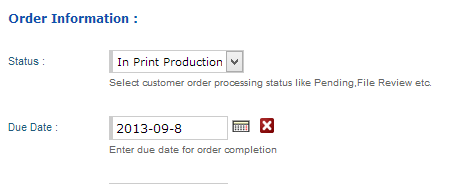 Order Information :
Status :
In Print Production
Select customer order processing status like Pending,File Review etc.
Due Date :
2013-09-8
Enter due date for order completion